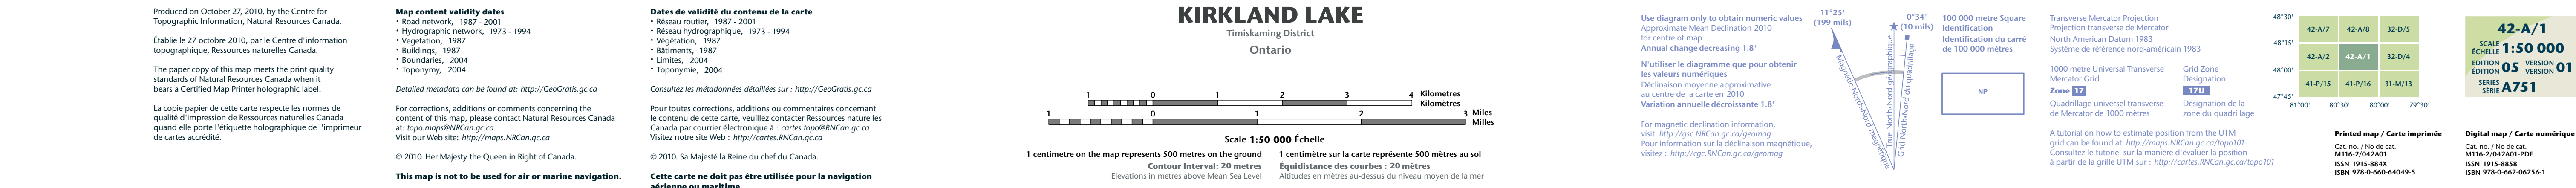 Produced on October 27, 2010, by the Centre for
Topographic Information, Natural Resources Canada.
Établie le 27 octobre 2010, par le Centre d'information
topographique, Ressources naturelles Canada.
The paper copy of this map meets the print quality
standards of Natural Resources Canada when it
bears a Certified Map Printer holographic label.
La copie papier de cette carte respecte les normes de
qualité d'impression de Ressources naturelles Canada
quand elle porte l'étiquette holographique de l'imprimeur
de cartes accrédité.
Map content validity dates
• Road network, 1987 - 2001
• Hydrographic network, 1973 - 1994
• Vegetation, 1987
• Buildings, 1987
• Boundaries, 2004
• Toponymy, 2004
Detailed metadata can be found at: http://GeoGratis.gc.ca
For corrections, additions or comments concerning the
content of this map, please contact Natural Resources Canada
at: topo.maps@NRCan.gc.ca
Visit our Web site: http://maps.NRCan.gc.ca
© 2010. Her Majesty the Queen in Right of Canada.
This map is not to be used for air or marine navigation.
Dates de validité du contenu de la carte
• Réseau routier, 1987 - 2001
• Réseau hydrographique, 1973 - 1994
• Végétation, 1987
• Bâtiments, 1987
• Limites, 2004
• Toponymie, 2004
Consultez les métadonnées détaillées sur : http://GeoGratis.gc.ca
Pour toutes corrections, additions ou commentaires concernant
le contenu de cette carte, veuillez contacter Ressources naturelles
Canada par courrier électronique à : cartes.topo@RNCan.gc.ca
Visitez notre site Web : http://cartes.RNCan.gc.ca
© 2010. Sa Majesté la Reine du chef du Canada.
Cette carte ne doit pas être utilisée pour la navigation
aérienne ou maritime.
KIRKLAND LAKE
Timiskaming District
Ontario
1 0 1 2 3 4 Kilometres
Kilomètres
1 0 1 2 3 Miles
Milles
Scale 1:50 000 Échelle
1 centimetre on the map represents 500 metres on the ground
1 centimètre sur la carte représente 500 mètres au sol
Contour Interval: 20 metres
Équidistance des courbes : 20 mètres
Elevations in metres above Mean Sea Level
Altitudes en mètres au-dessus du niveau moyen de la mer
Use diagram only to obtain numeric values
Approximate Mean Declination 2010
for centre of map
Annual change decreasing 1.8'
N'utiliser le diagramme que pour obtenir
les valeurs numériques
Déclinaison moyenne approximative
au centre de la carte en 2010
Variation annuelle décroissante 1.8'
For magnetic declination information,
visit: http://gsc.NRCan.gc.ca/geomag
Pour information sur la déclinaison magnétique,
visitez : http://cgc.RNCan.gc.ca/geomag
11°25'
(199 mils)
0°34'
(10 mils)
Magnetic North•Nord magnétique
True North•Nord géographique
Grid North•Nord du quadrillage
100 000 metre Square
Identification
Identification du carré
de 100 000 mètres
NP
Transverse Mercator Projection
Projection transverse de Mercator
North American Datum 1983
Système de référence nord-américain 1983
1000 metre Universal Transverse
Mercator Grid
Zone 17
Quadrillage universel transverse
de Mercator de 1000 mètres
Grid Zone
Designation
17U
Désignation de la
zone du quadrillage
A tutorial on how to estimate position from the UTM
grid can be found at: http://maps.NRCan.gc.ca/topo101
Consultez le tutoriel sur la manière d'évaluer la position
à partir de la grille UTM sur : http://cartes.RNCan.gc.ca/topo101
48°30'
42-A/7 42-A/8 32-D/5
48°15'
42-A/2 42-A/1 32-D/4
48°00'
41-P/15 41-P/16 31-M/13
47°45'
81°00' 80°30' 80°00' 79°30'
42-A/1
SCALE
ÉCHELLE 1:50 000
EDITION
ÉDITION 05 VERSION
VERSION 01
SERIES
SÉRIE A751
Printed map / Carte imprimée
Cat. no. / No de cat.
M116-2/042A01
ISSN 1915-884X
ISBN 978-0-660-64049-5
Digital map / Carte numérique
Cat. no. / No de cat.
M116-2/042A01-PDF
ISSN 1915-8858
ISBN 978-0-662-06256-1